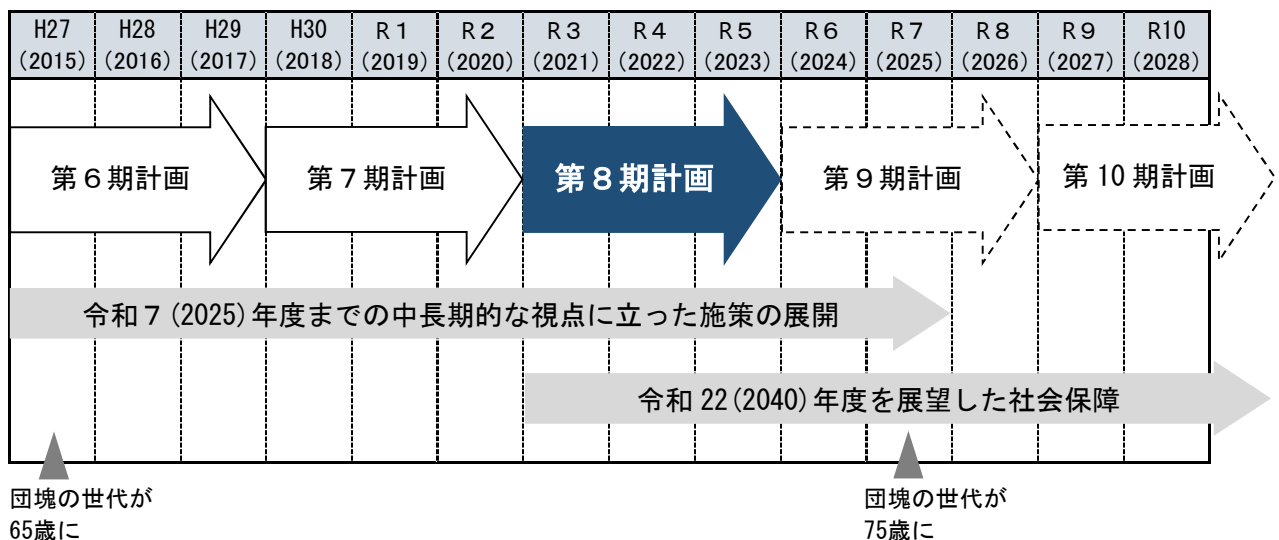 H27 H28 H29 H30 R1 R2 R3 R4 R5 R6 R7 R8 R9 R10
(2015) (2016) (2017) (2018) (2019) (2020) (2021) (2022) (2023) (2024) (2025) (2026) (2027) (2028)
第6期計画 第7期計画 第8期計画 第9期計画 第10期計画
令和7(2025)年度までの中長期的な視点に立った施策の展開
令和22(2040)年度を展望した社会保障
団塊の世代が
65歳に
団塊の世代が
75歳に